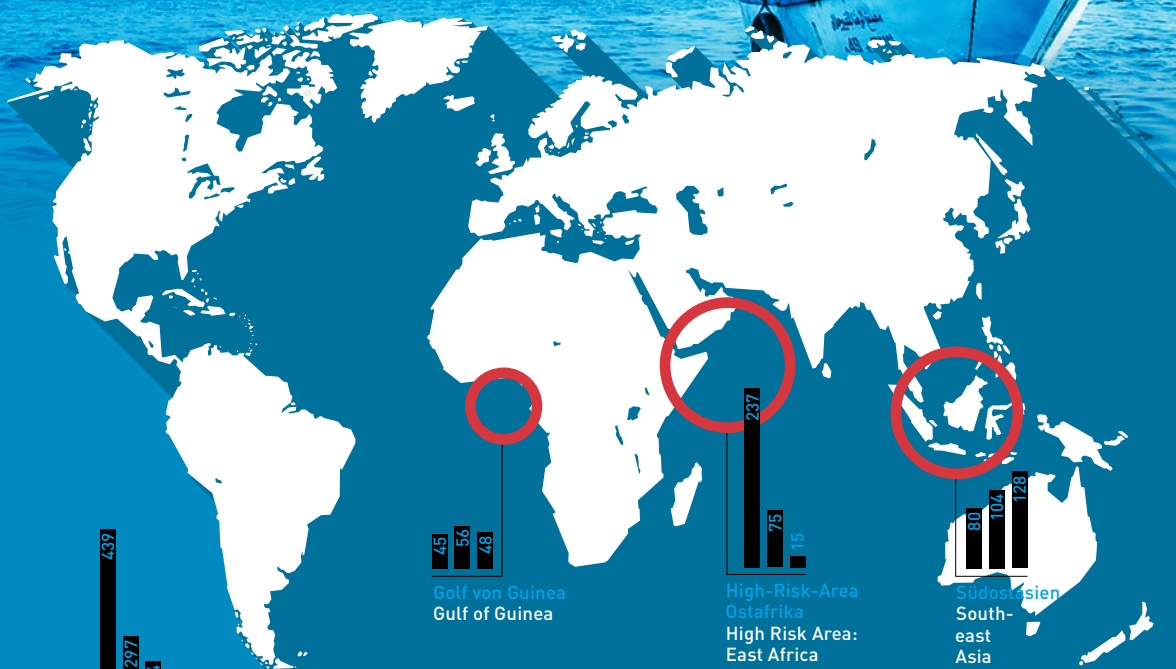 45
56
48
Golf von Guinea
Gulf of Guinea
237
75
15
High-Risk-Area
Ostafrika
High Risk Area:
East Africa
80
104
128
Südostasien
South-
east
Asia
439
297